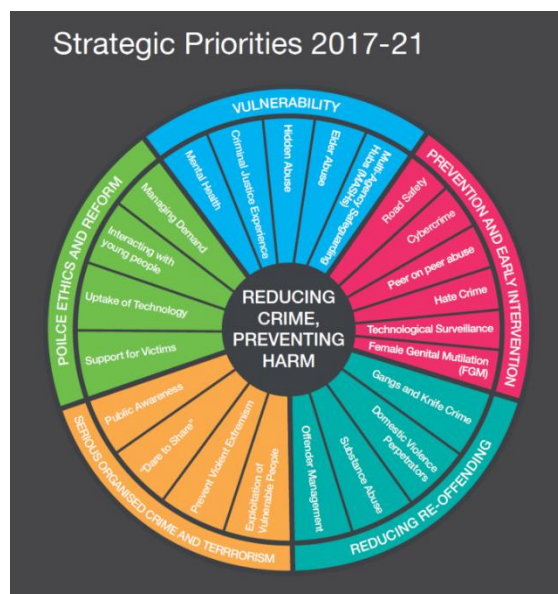 Strategic Priorities 2017-21
VULNERABILITY
Mental Health
Criminal Justice Experience
Hidden Abuse
Elder Abuse
Multi-Agency Safeguarding
Hubs (MASHs)
PREVENTION AND EARLY INTERVENTION
Road Safety
Cybercrime
Peer on peer abuse
Hate Crime
Technological Surveillance
Female Genital Mutilation
(FGM)
REDUCING RE-OFFENDING
Gangs and Knife Crime
Domestic Violence
Perpetrators
Substance Abuse
Offender Management
SERIOUS ORGANISED CRIME AND TERRRORISM
Exploitation of
Vulnerable People
Prevent Violent Extremism
"Dare to Share"
Public Awareness
POILCE ETHICS AND REFORM
Support for Victims
Uptake of Technology
Interacting with
young people
Managing Demand
REDUCING
CRIME,
PREVENTING
HARM